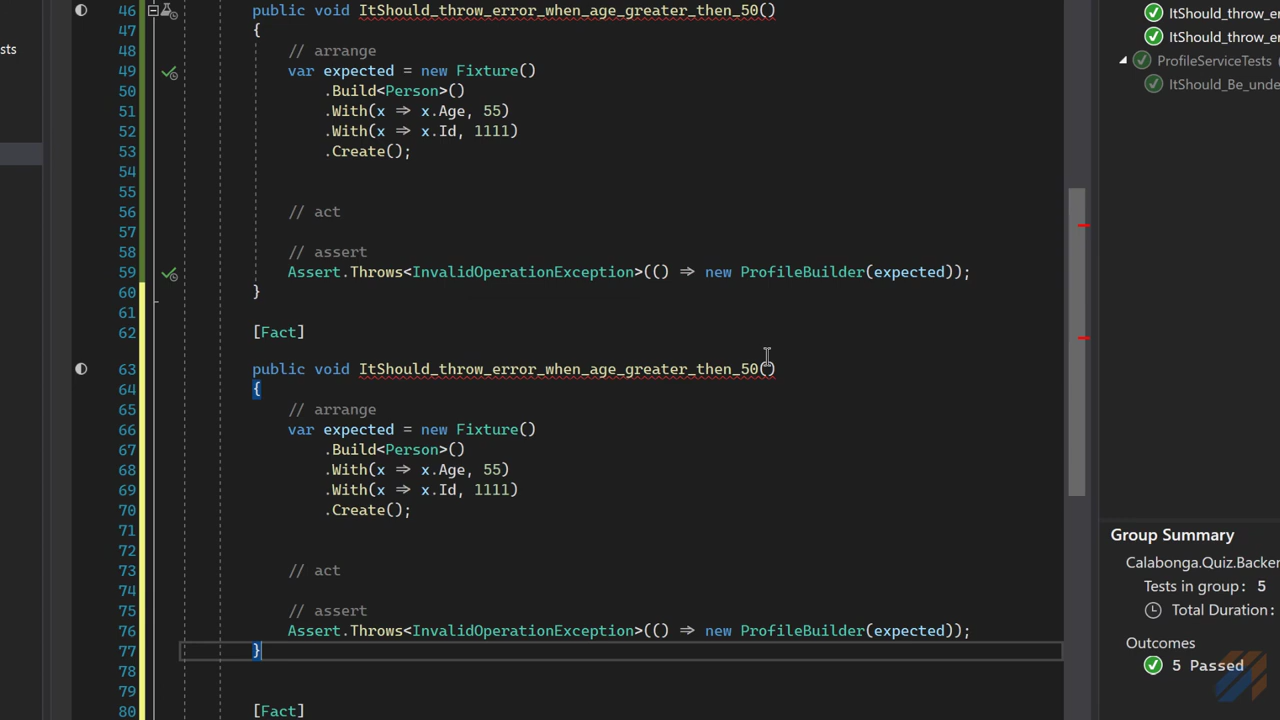 46 public void ItShould_throw_error_when_age_greater_then_50()
47 {
48 // arrange
49 var expected = new Fixture()
50 .Build<Person>()
51 .With(x => x.Age, 55)
52 .With(x => x.Id, 1111)
53 .Create();
54
55
56 // act
57
58 // assert
59 Assert.Throws<InvalidOperationException>(() => new ProfileBuilder(expected));
60 }
61
62 [Fact]
63 public void ItShould_throw_error_when_age_greater_then_50()
64 {
65 // arrange
66 var expected = new Fixture()
67 .Build<Person>()
68 .With(x => x.Age, 55)
69 .With(x => x.Id, 1111)
70 .Create();
71
72
73 // act
74
75 // assert
76 Assert.Throws<InvalidOperationException>(() => new ProfileBuilder(expected));
77 }
78
79
80 [Fact]
sts
ItShould_throw_er
ItShould_throw_er
ProfileServiceTests (
ItShould_Be_unde
Group Summary
Calabonga.Quiz.Backen
Tests in group: 5
Total Duration:
Outcomes
5 Passed